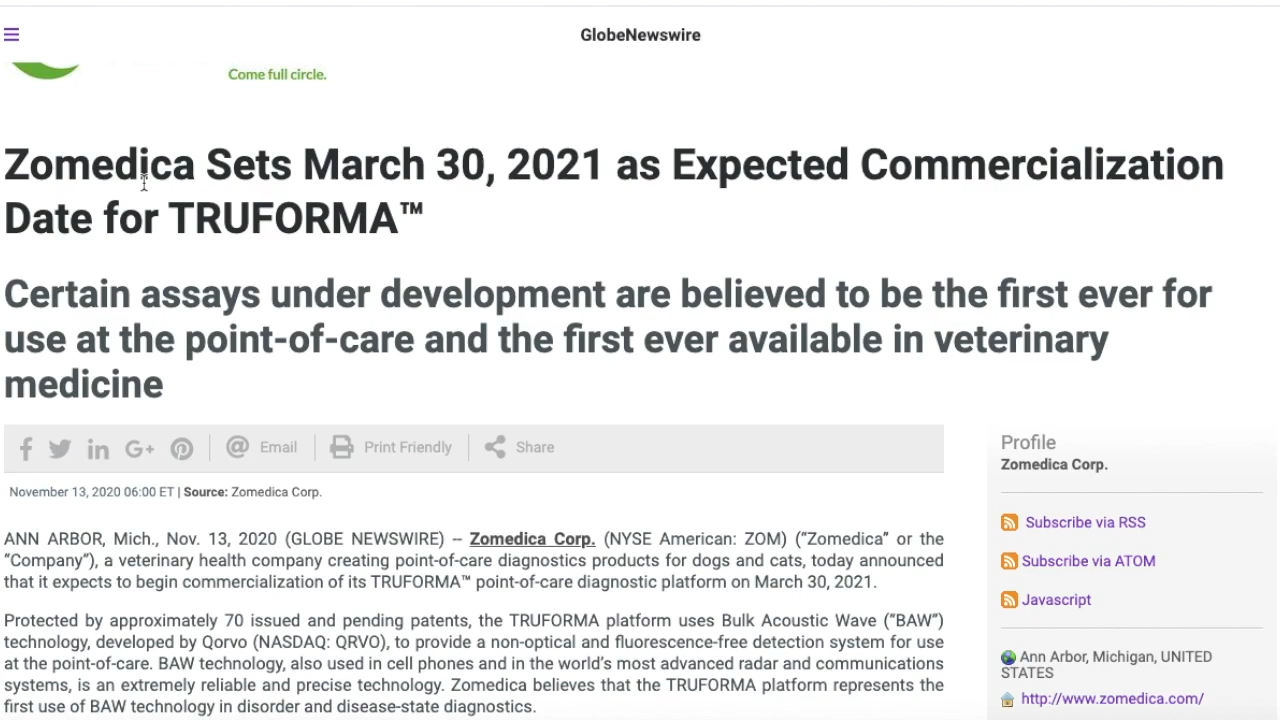 GlobeNewswire
Come full circle.
Zomedica Sets March 30, 2021 as Expected Commercialization
Date for TRUFORMA™
Certain assays under development are believed to be the first ever for
use at the point-of-care and the first ever available in veterinary
medicine
Email
Print Friendly
Share
November 13, 2020 06:00 ET | Source: Zomedica Corp.
ANN ARBOR, Mich., Nov. 13, 2020 (GLOBE NEWSWIRE) -- Zomedica Corp. (NYSE American: ZOM) (“Zomedica” or the
“Company”), a veterinary health company creating point-of-care diagnostics products for dogs and cats, today announced
that it expects to begin commercialization of its TRUFORMA™ point-of-care diagnostic platform on March 30, 2021.
Protected by approximately 70 issued and pending patents, the TRUFORMA platform uses Bulk Acoustic Wave (“BAW”)
technology, developed by Qorvo (NASDAQ: QRVO), to provide a non-optical and fluorescence-free detection system for use
at the point-of-care. BAW technology, also used in cell phones and in the world’s most advanced radar and communications
systems, is an extremely reliable and precise technology. Zomedica believes that the TRUFORMA platform represents the
first use of BAW technology in disorder and disease-state diagnostics.
Profile
Zomedica Corp.
Subscribe via RSS
Subscribe via ATOM
Javascript
Ann Arbor, Michigan, UNITED
STATES
http://www.zomedica.com/